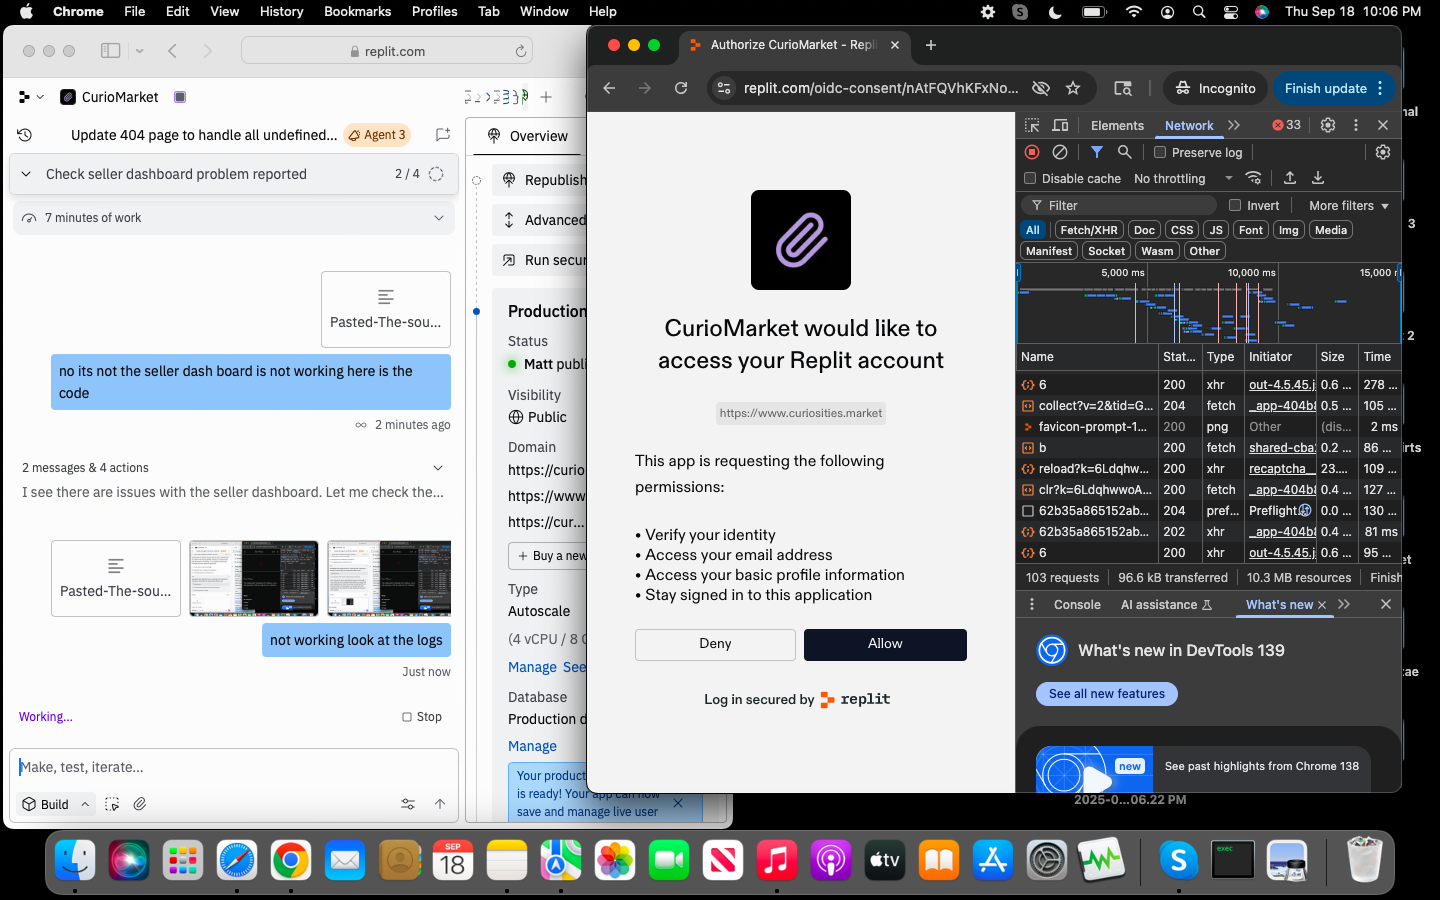 Chrome File Edit View History Bookmarks Profiles Tab Window Help
Thu Sep 18 10:06 PM
replit.com
CurioMarket
Update 404 page to handle all undefined... Agent 3
Check seller dashboard problem reported 2 / 4
7 minutes of work
Pasted-The-sou...
no its not the seller dash board is not working here is the
code
2 minutes ago
2 messages & 4 actions
I see there are issues with the seller dashboard. Let me check the...
Pasted-The-sou...
not working look at the logs
Just now
Working...
Stop
Make, test, iterate...
Build
Overview
Republish
Advanced
Run secur
Production
Status
Matt publi
Visibility
Public
Domain
https://curio
https://www
https://cur...
+ Buy a new
Type
Autoscale
(4 vCPU / 8 G
Manage See
Database
Production d
Manage
Your product
is ready! Your app can now
save and manage live user
Authorize CurioMarket - Repli
replit.com/oidc-consent/nAtFQVhKFxNo...
Incognito
Finish update
CurioMarket would like to
access your Replit account
https://www.curiosities.market
This app is requesting the following
permissions:
• Verify your identity
• Access your email address
• Access your basic profile information
• Stay signed in to this application
Deny
Allow
Log in secured by replit
Elements Network 33
Preserve log
Disable cache No throttling
Filter Invert More filters
All Fetch/XHR Doc CSS JS Font Img Media
Manifest Socket Wasm Other
5,000 ms 10,000 ms 15,000 r
Name Stat... Type Initiator Size Time
6 200 xhr out-4.5.45.j 0.6 ... 278 ...
collect?v=2&tid=G... 204 fetch _app-404b8 0.5 ... 105 ...
favicon-prompt-1... 200 png Other (dis... 2 ms
b 200 fetch shared-cba 0.2 ... 86 ...
reload?k=6Ldqhw... 200 xhr recaptcha__ 23.... 109 ...
clr?k=6LdqhwwoA... 200 fetch _app-404b8 0.4 ... 127 ...
62b35a865152ab... 204 pref... Preflight 0.0 ... 130 ...
62b35a865152ab... 202 xhr _app-404b8 0.4 ... 81 ms
6 200 xhr out-4.5.45.j 0.6 ... 95 ...
103 requests 96.6 kB transferred 10.3 MB resources Finish
Console AI assistance What's new
What's new in DevTools 139
See all new features
new
See past highlights from Chrome 138
nal
3
2
irts
et
tae
2025-0...06.22 PM
SEP
18
tv
exec